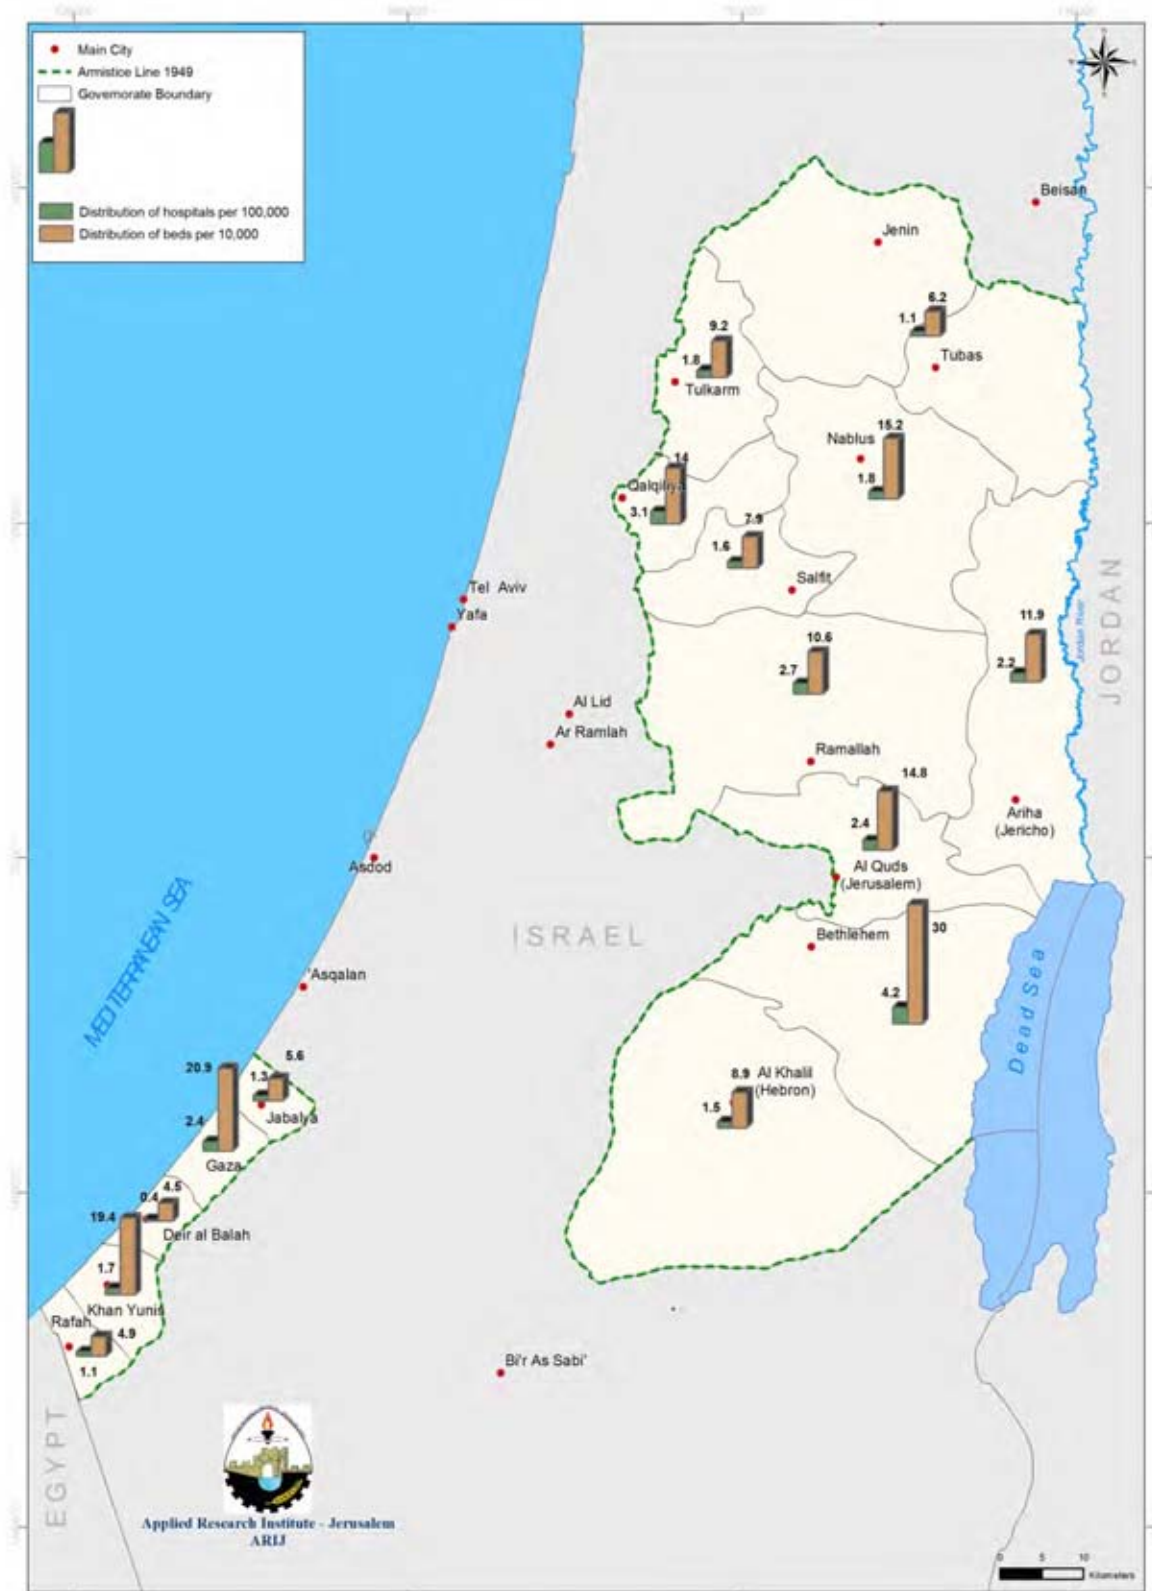 Main City
Armistice Line 1949
Governorate Boundary
Distribution of hospitals per 100,000
Distribution of beds per 10,000
Beisan
Jenin
6.2
1.1
9.2
1.8
Tubas
Tulkarm
15.2
Nablus
1.8
14
Qalqiliya
3.1
7.9
1.6
Salfit
Tel Aviv
Yafa
JORDAN
Jordan River
11.9
2.2
10.6
2.7
Al Lid
Ar Ramlah
Ramallah
14.8
2.4
Ariha
(Jericho)
Asdod
Al Quds
(Jerusalem)
MEDITERRANEAN SEA
ISRAEL
Bethlehem
30
4.2
Dead Sea
'Asqalan
5.6
1.3
Jabalya
20.9
2.4
Gaza
8.9
Al Khalil
(Hebron)
1.5
4.5
0.4
Deir al Balah
19.4
1.7
Khan Yunis
Rafah
4.9
1.1
Bi'r As Sabi'
EGYPT
Applied Research Institute - Jerusalem
ARIJ
0 5 10
Kilometers